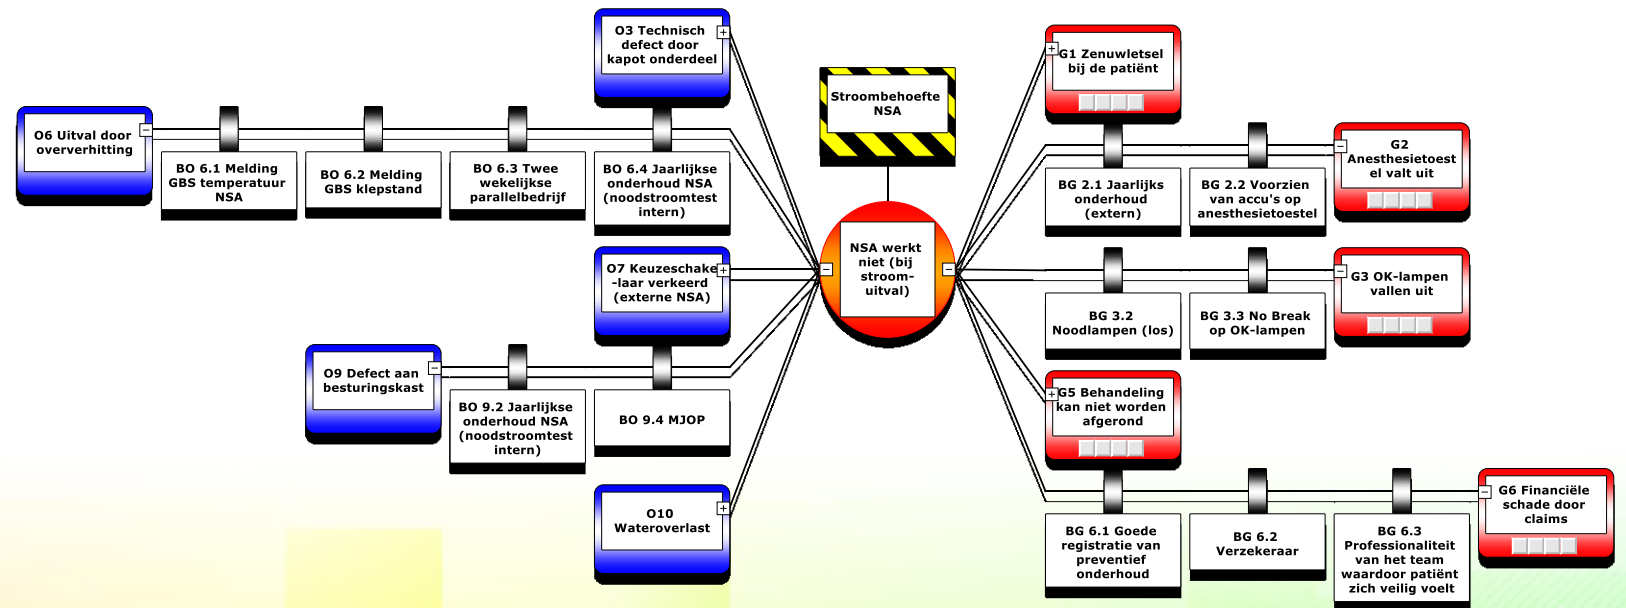 O3 Technisch
defect door
kapot onderdeel
Stroombehoefte
NSA
G1 Zenuwletsel
bij de patiënt
O6 Uitval door
oververhitting
BO 6.1 Melding
GBS temperatuur
NSA
BO 6.2 Melding
GBS klepstand
BO 6.3 Twee
wekelijkse
parallelbedrijf
BO 6.4 Jaarlijkse
onderhoud NSA
(noodstroomtest
intern)
BG 2.1 Jaarlijks
onderhoud
(extern)
BG 2.2 Voorzien
van accu's op
anesthesietoestel
G2
Anesthesietoest
el valt uit
O7 Keuzeschake
-laar verkeerd
(externe NSA)
NSA werkt
niet (bij
stroom-
uitval)
BG 3.2
Noodlampen (los)
BG 3.3 No Break
op OK-lampen
G3 OK-lampen
vallen uit
O9 Defect aan
besturingskast
BO 9.2 Jaarlijkse
onderhoud NSA
(noodstroomtest
intern)
BO 9.4 MJOP
G5 Behandeling
kan niet worden
afgerond
O10
Wateroverlast
BG 6.1 Goede
registratie van
preventief
onderhoud
BG 6.2
Verzekeraar
BG 6.3
Professionaliteit
van het team
waardoor patiënt
zich veilig voelt
G6 Financiële
schade door
claims